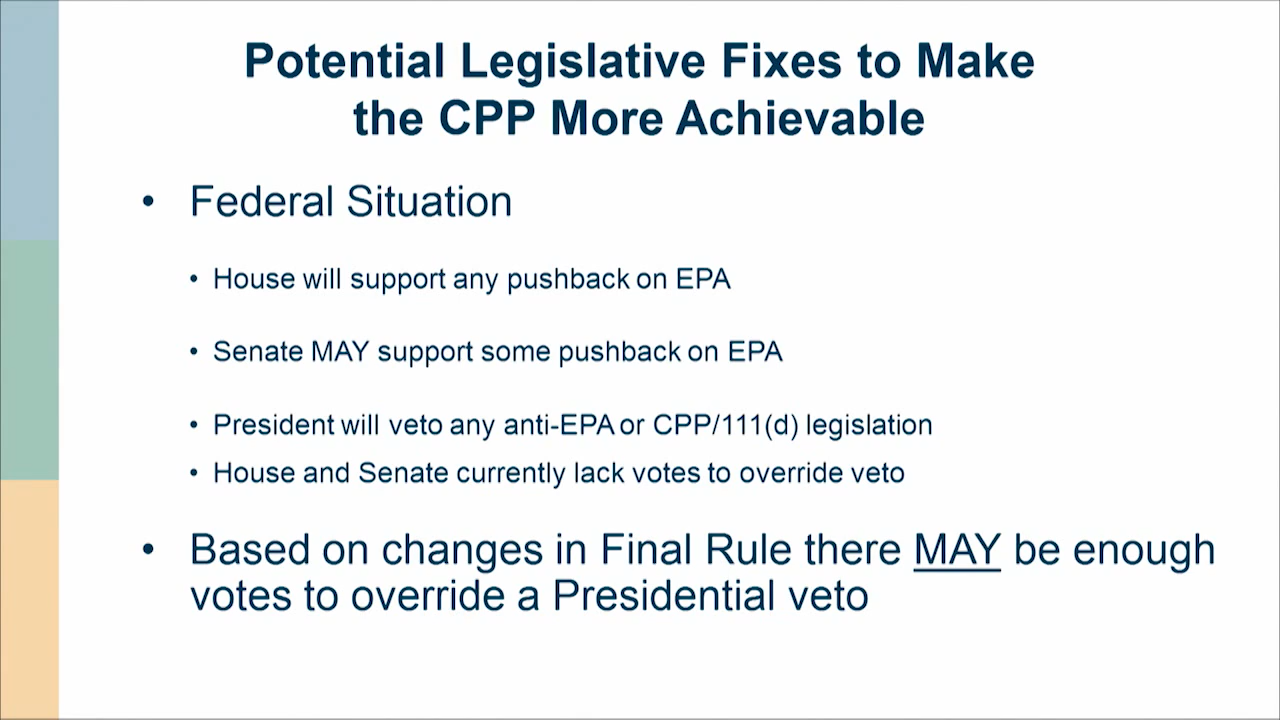 Potential Legislative Fixes to Make
the CPP More Achievable
• Federal Situation
• House will support any pushback on EPA
• Senate MAY support some pushback on EPA
• President will veto any anti-EPA or CPP/111(d) legislation
• House and Senate currently lack votes to override veto
• Based on changes in Final Rule there MAY be enough
votes to override a Presidential veto